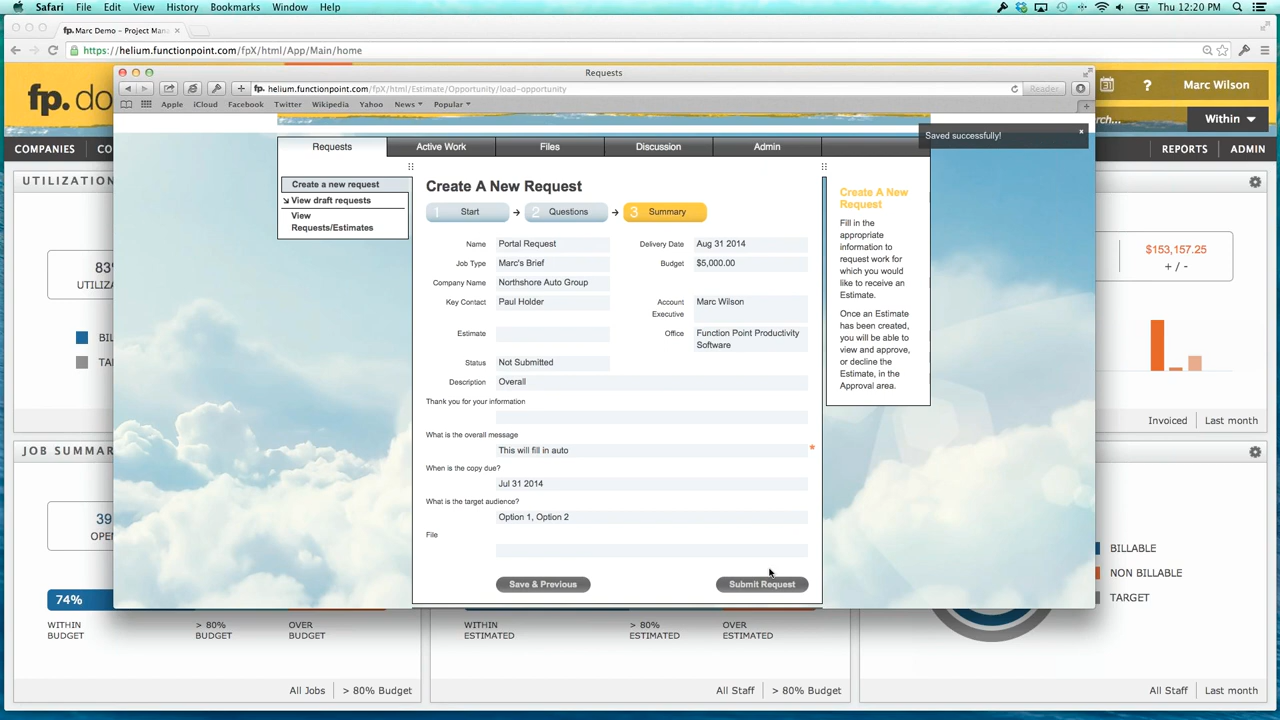 Safari File Edit View History Bookmarks Window Help Thu 12:20 PM
fp. Marc Demo – Project Man
https://helium.functionpoint.com/fpX/html/App/Main/home
Requests
fp. helium.functionpoint.com/fpX/html/Estimate/Opportunity/load-opportunity Reader
Apple iCloud Facebook Twitter Wikipedia Yahoo News Popular
fp. do
? Marc Wilson
Within
COMPANIES CO
REPORTS ADMIN
Saved successfully! ×
Requests Active Work Files Discussion Admin
UTILIZATION
Create a new request
View draft requests
View
Requests/Estimates
Create A New Request
1 Start 2 Questions 3 Summary
Name Portal Request Delivery Date Aug 31 2014
Job Type Marc's Brief Budget $5,000.00
Company Name Northshore Auto Group
Key Contact Paul Holder Account Executive Marc Wilson
Estimate Office Function Point Productivity Software
Status Not Submitted
Description Overall
Thank you for your information
What is the overall message
This will fill in auto *
When is the copy due?
Jul 31 2014
What is the target audience?
Option 1, Option 2
File
Save & Previous Submit Request
Create A New
Request
Fill in the
appropriate
information to
request work for
which you would
like to receive an
Estimate.
Once an Estimate
has been created,
you will be able to
view and approve,
or decline the
Estimate, in the
Approval area.
$153,157.25
+ / -
83
UTILIZ
BIL
TA
Invoiced Last month
JOB SUMMAR
39
OPEN
74%
WITHIN
BUDGET
> 80%
BUDGET
OVER
BUDGET
All Jobs > 80% Budget
WITHIN
ESTIMATED
> 80%
ESTIMATED
OVER
ESTIMATED
All Staff > 80% Budget
BILLABLE
NON BILLABLE
TARGET
All Staff Last month